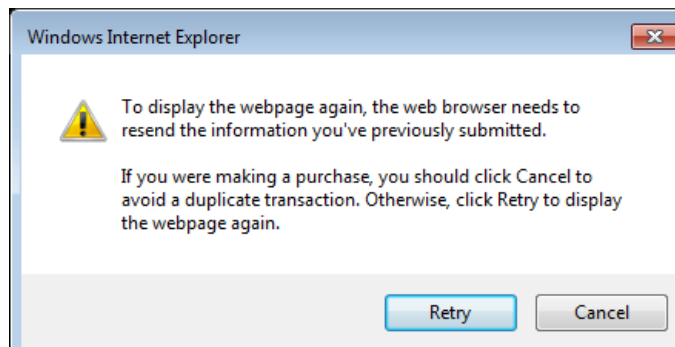 Windows Internet Explorer
To display the webpage again, the web browser needs to
resend the information you've previously submitted.
If you were making a purchase, you should click Cancel to
avoid a duplicate transaction. Otherwise, click Retry to display
the webpage again.
Retry
Cancel